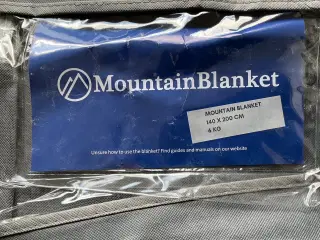 MountainBlanket
MOUNTAIN BLANKET
140 X 200 CM
6 KG
Unsure how to use the blanket? Find guides and manuals on our website